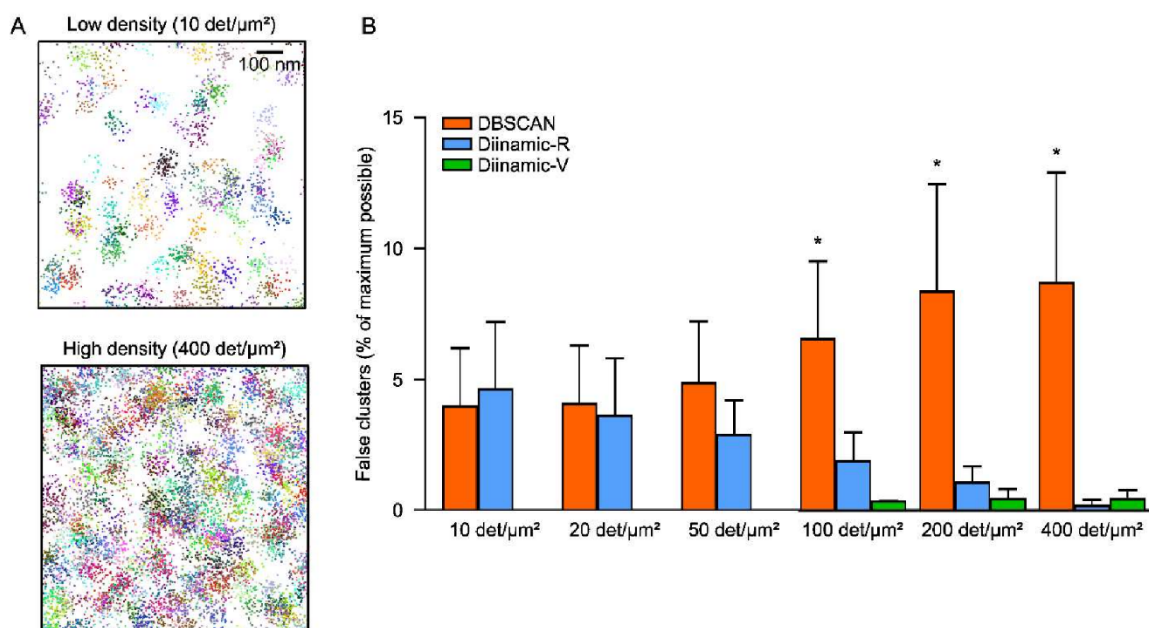 A
Low density (10 det/µm²)
100 nm
High density (400 det/µm²)
B
False clusters (% of maximum possible)
15
10
5
0
DBSCAN
Diinamic-R
Diinamic-V
*
*
*
10 det/µm²
20 det/µm²
50 det/µm²
100 det/µm²
200 det/µm²
400 det/µm²